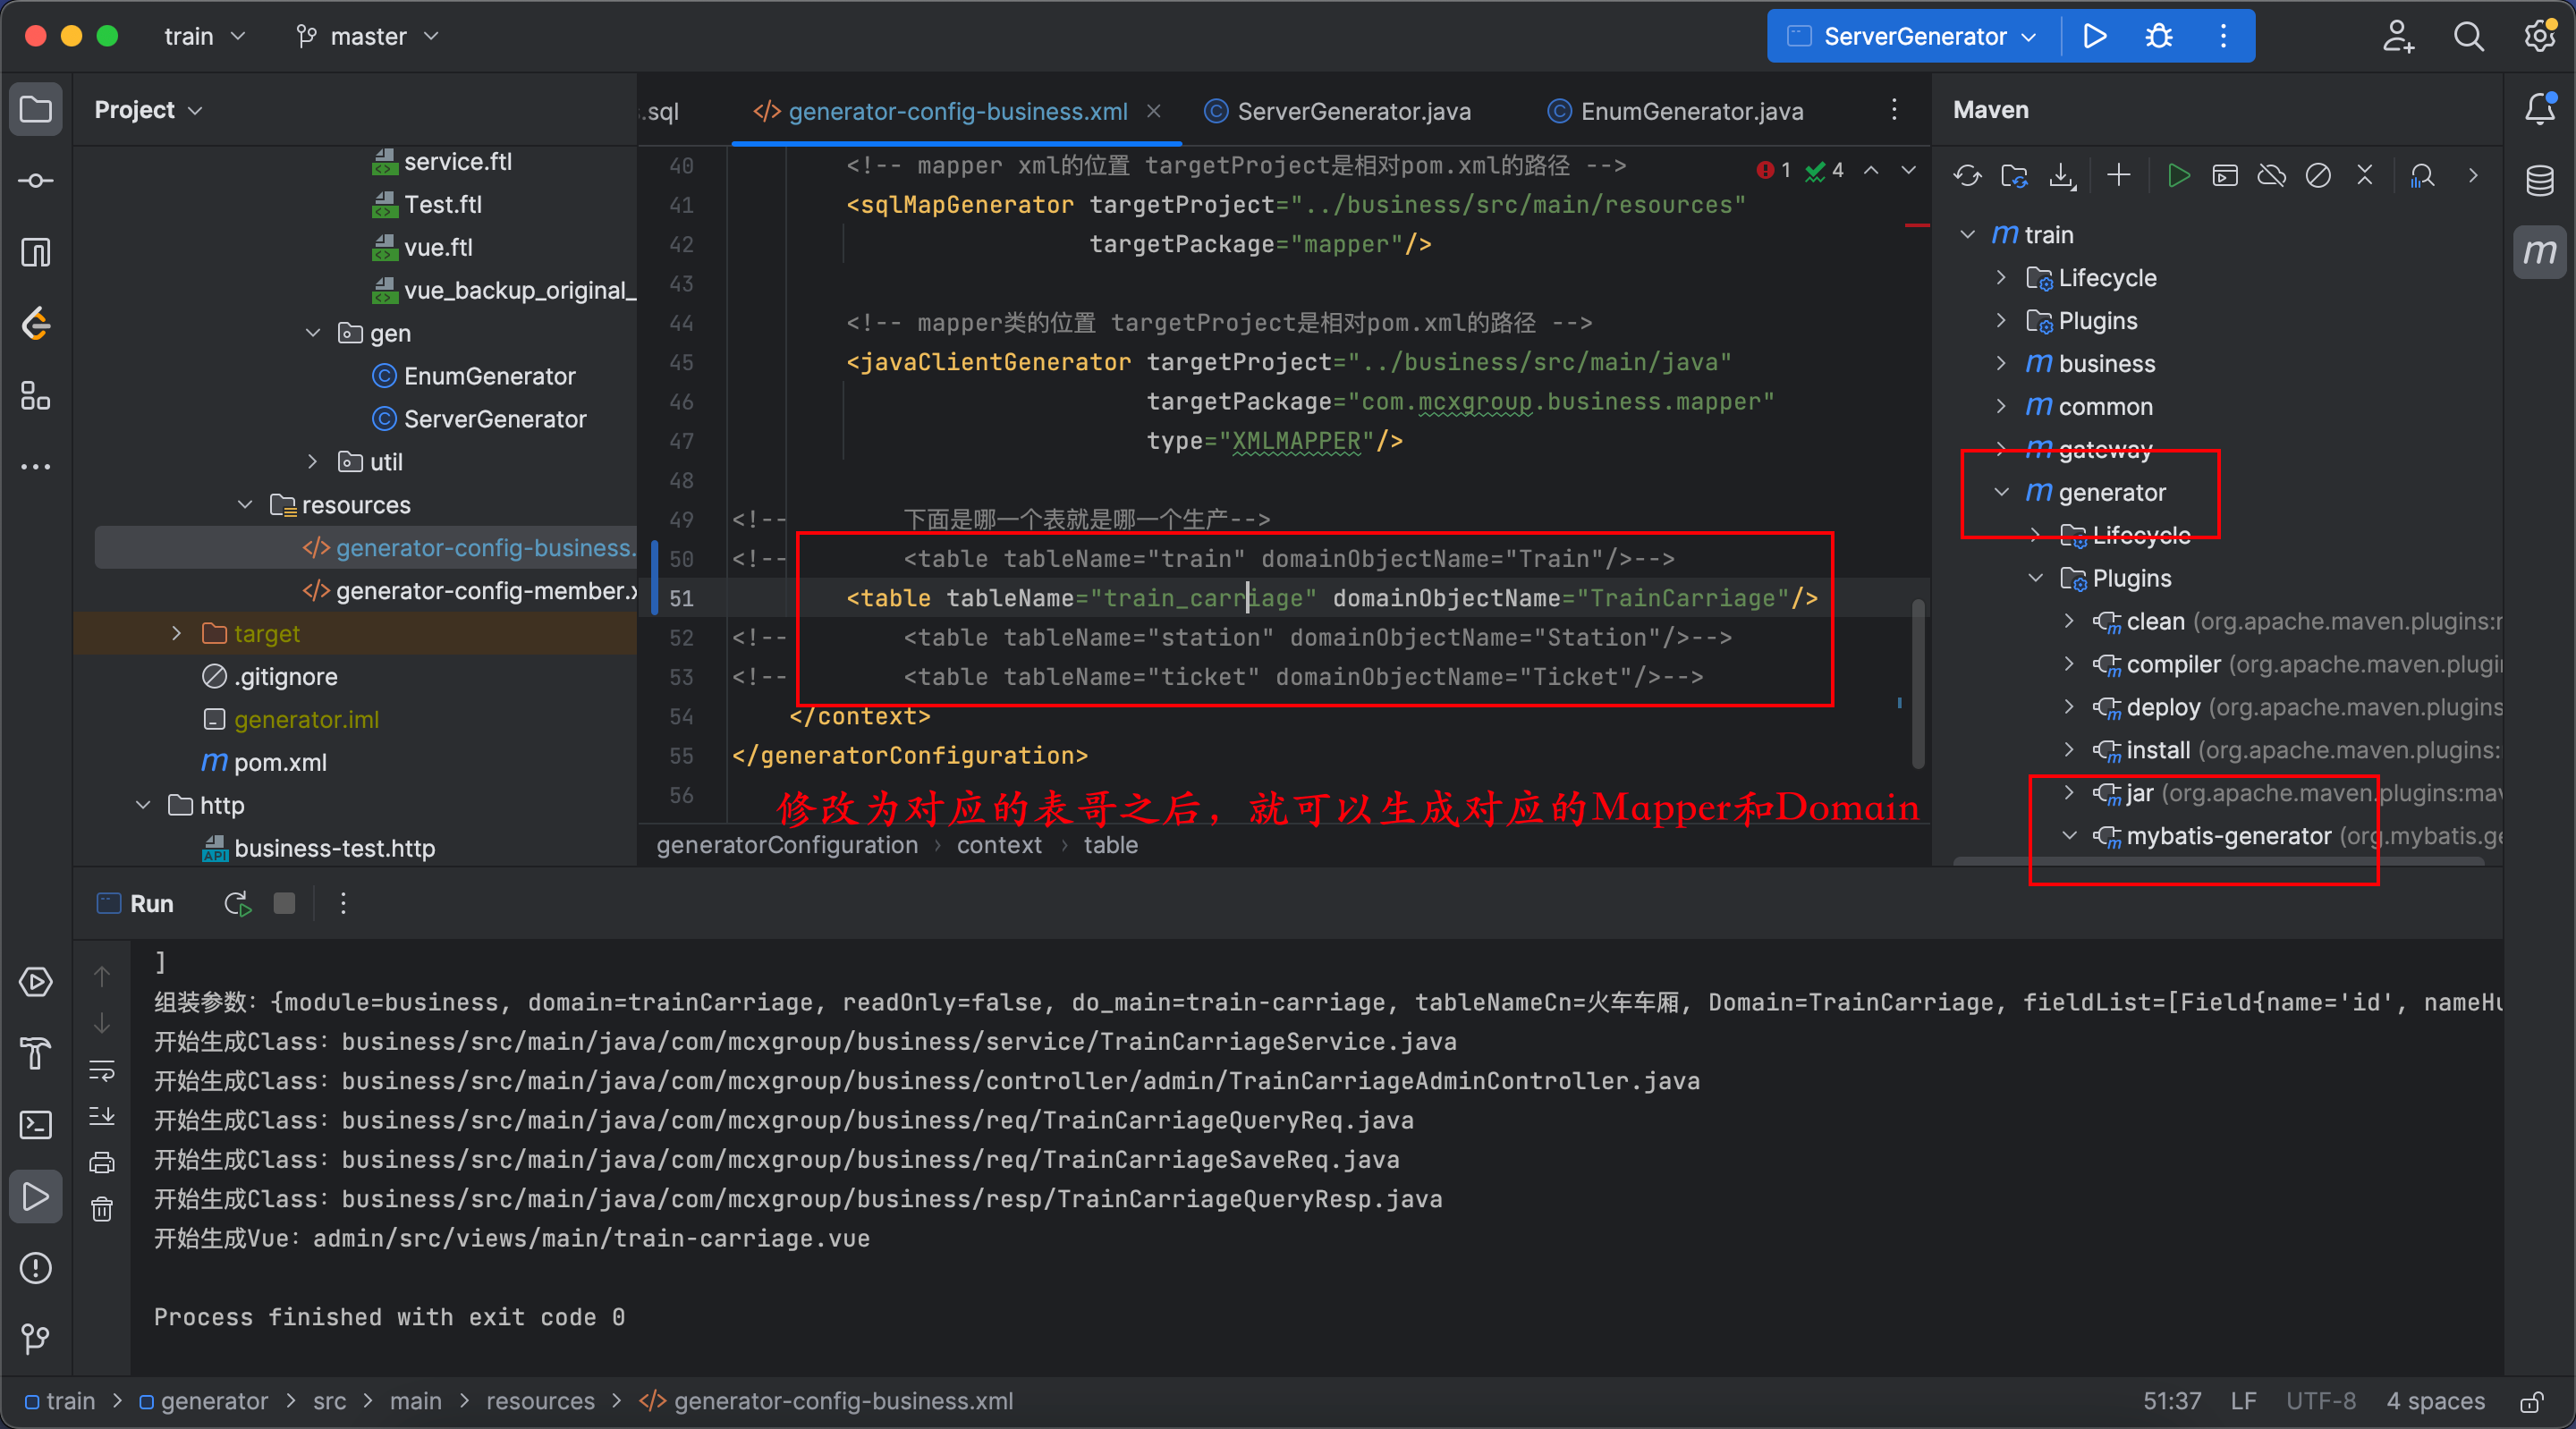 train
master
ServerGenerator
Project
.sql
generator-config-business.xml
ServerGenerator.java
EnumGenerator.java
Maven
service.ftl
Test.ftl
vue.ftl
vue_backup_original_
gen
EnumGenerator
ServerGenerator
util
resources
generator-config-business.
generator-config-member.x
target
.gitignore
generator.iml
pom.xml
http
business-test.http
1 4
40 <!-- mapper xml的位置 targetProject是相对pom.xml的路径 -->
41 <sqlMapGenerator targetProject="../business/src/main/resources"
42 targetPackage="mapper"/>
43
44 <!-- mapper类的位置 targetProject是相对pom.xml的路径 -->
45 <javaClientGenerator targetProject="../business/src/main/java"
46 targetPackage="com.mcxgroup.business.mapper"
47 type="XMLMAPPER"/>
48
49 <!-- 下面是哪一个表就是哪一个生产-->
50 <!-- <table tableName="train" domainObjectName="Train"/>-->
51 <table tableName="train_carriage" domainObjectName="TrainCarriage"/>
52 <!-- <table tableName="station" domainObjectName="Station"/>-->
53 <!-- <table tableName="ticket" domainObjectName="Ticket"/>-->
54 </context>
55 </generatorConfiguration>
56
修改为对应的表哥之后，就可以生成对应的Mapper和Domain
generatorConfiguration › context › table
train
Lifecycle
Plugins
business
common
gateway
generator
Lifecycle
Plugins
clean (org.apache.maven.plugins:r
compiler (org.apache.maven.plugi
deploy (org.apache.maven.plugins
install (org.apache.maven.plugins:
jar (org.apache.maven.plugins:mav
mybatis-generator (org.mybatis.ge
Run
]
组装参数：{module=business, domain=trainCarriage, readOnly=false, do_main=train-carriage, tableNameCn=火车车厢, Domain=TrainCarriage, fieldList=[Field{name='id', nameHu
开始生成Class：business/src/main/java/com/mcxgroup/business/service/TrainCarriageService.java
开始生成Class：business/src/main/java/com/mcxgroup/business/controller/admin/TrainCarriageAdminController.java
开始生成Class：business/src/main/java/com/mcxgroup/business/req/TrainCarriageQueryReq.java
开始生成Class：business/src/main/java/com/mcxgroup/business/req/TrainCarriageSaveReq.java
开始生成Class：business/src/main/java/com/mcxgroup/business/resp/TrainCarriageQueryResp.java
开始生成Vue：admin/src/views/main/train-carriage.vue
Process finished with exit code 0
train > generator > src > main > resources > generator-config-business.xml
51:37 LF UTF-8 4 spaces